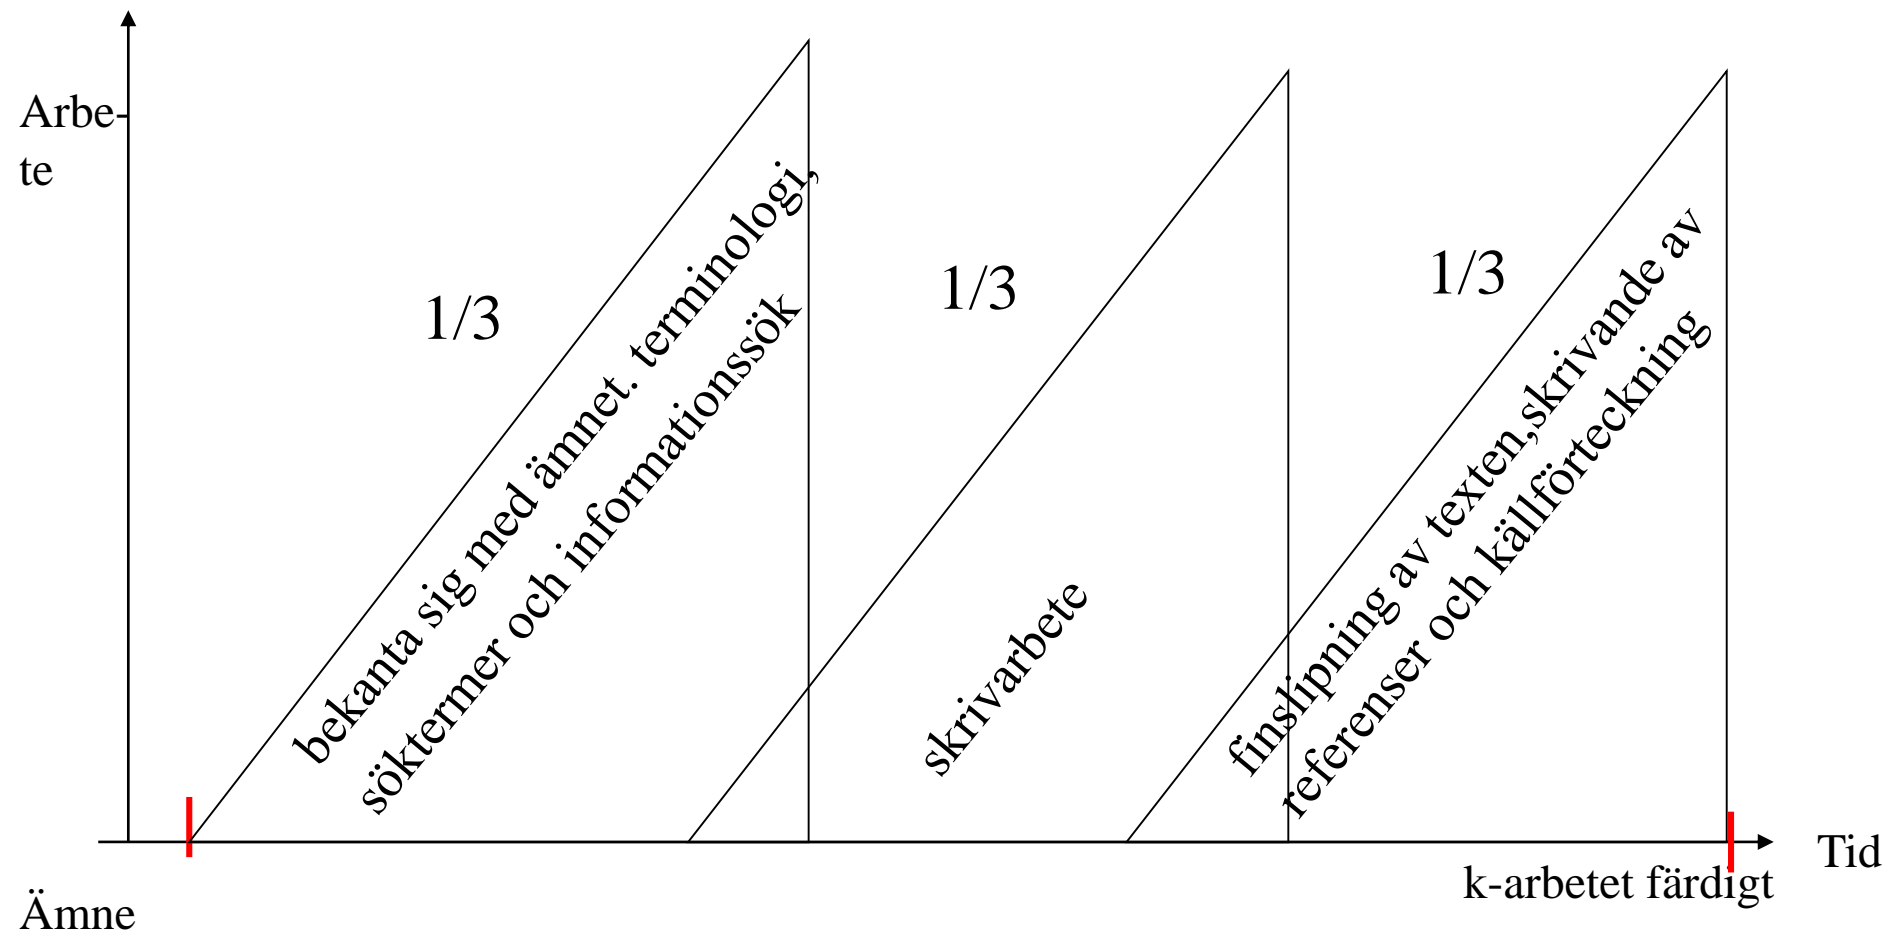 Arbe-
te
1/3
bekanta sig med ämnet. terminologi,
söktermer och informationssök
1/3
skrivarbete
1/3
finslipning av texten,skrivande av
referenser och källförteckning
Tid
k-arbetet färdigt
Ämne